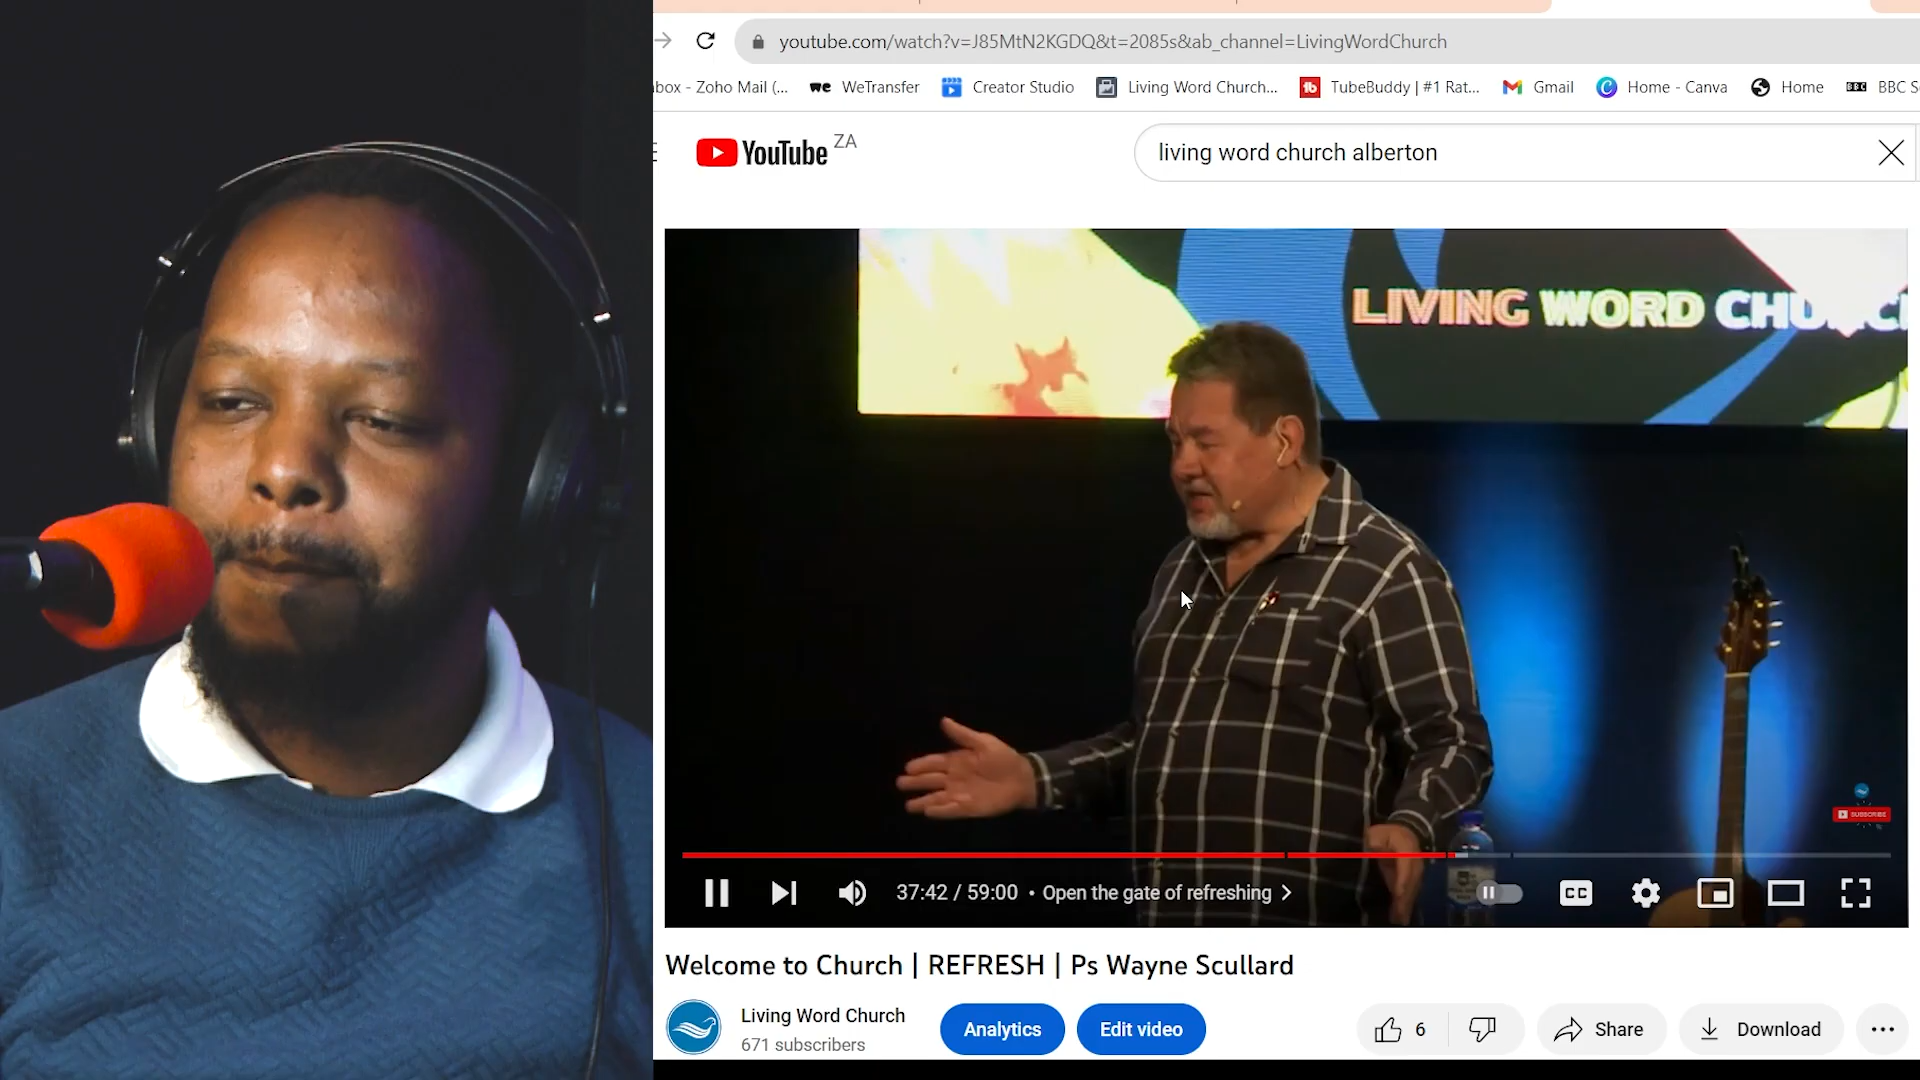 youtube.com/watch?v=J85MtN2KGDQ&t=2085s&ab_channel=LivingWordChurch
box - Zoho Mail (... WeTransfer Creator Studio Living Word Church... TubeBuddy | #1 Rat... Gmail Home - Canva Home BBC S
YouTube ZA living word church alberton
LIVING WORD CHURCH
SUBSCRIBE
37:42 / 59:00 • Open the gate of refreshing
CC
Welcome to Church | REFRESH | Ps Wayne Scullard
Living Word Church
671 subscribers
Analytics Edit video 6 Share Download